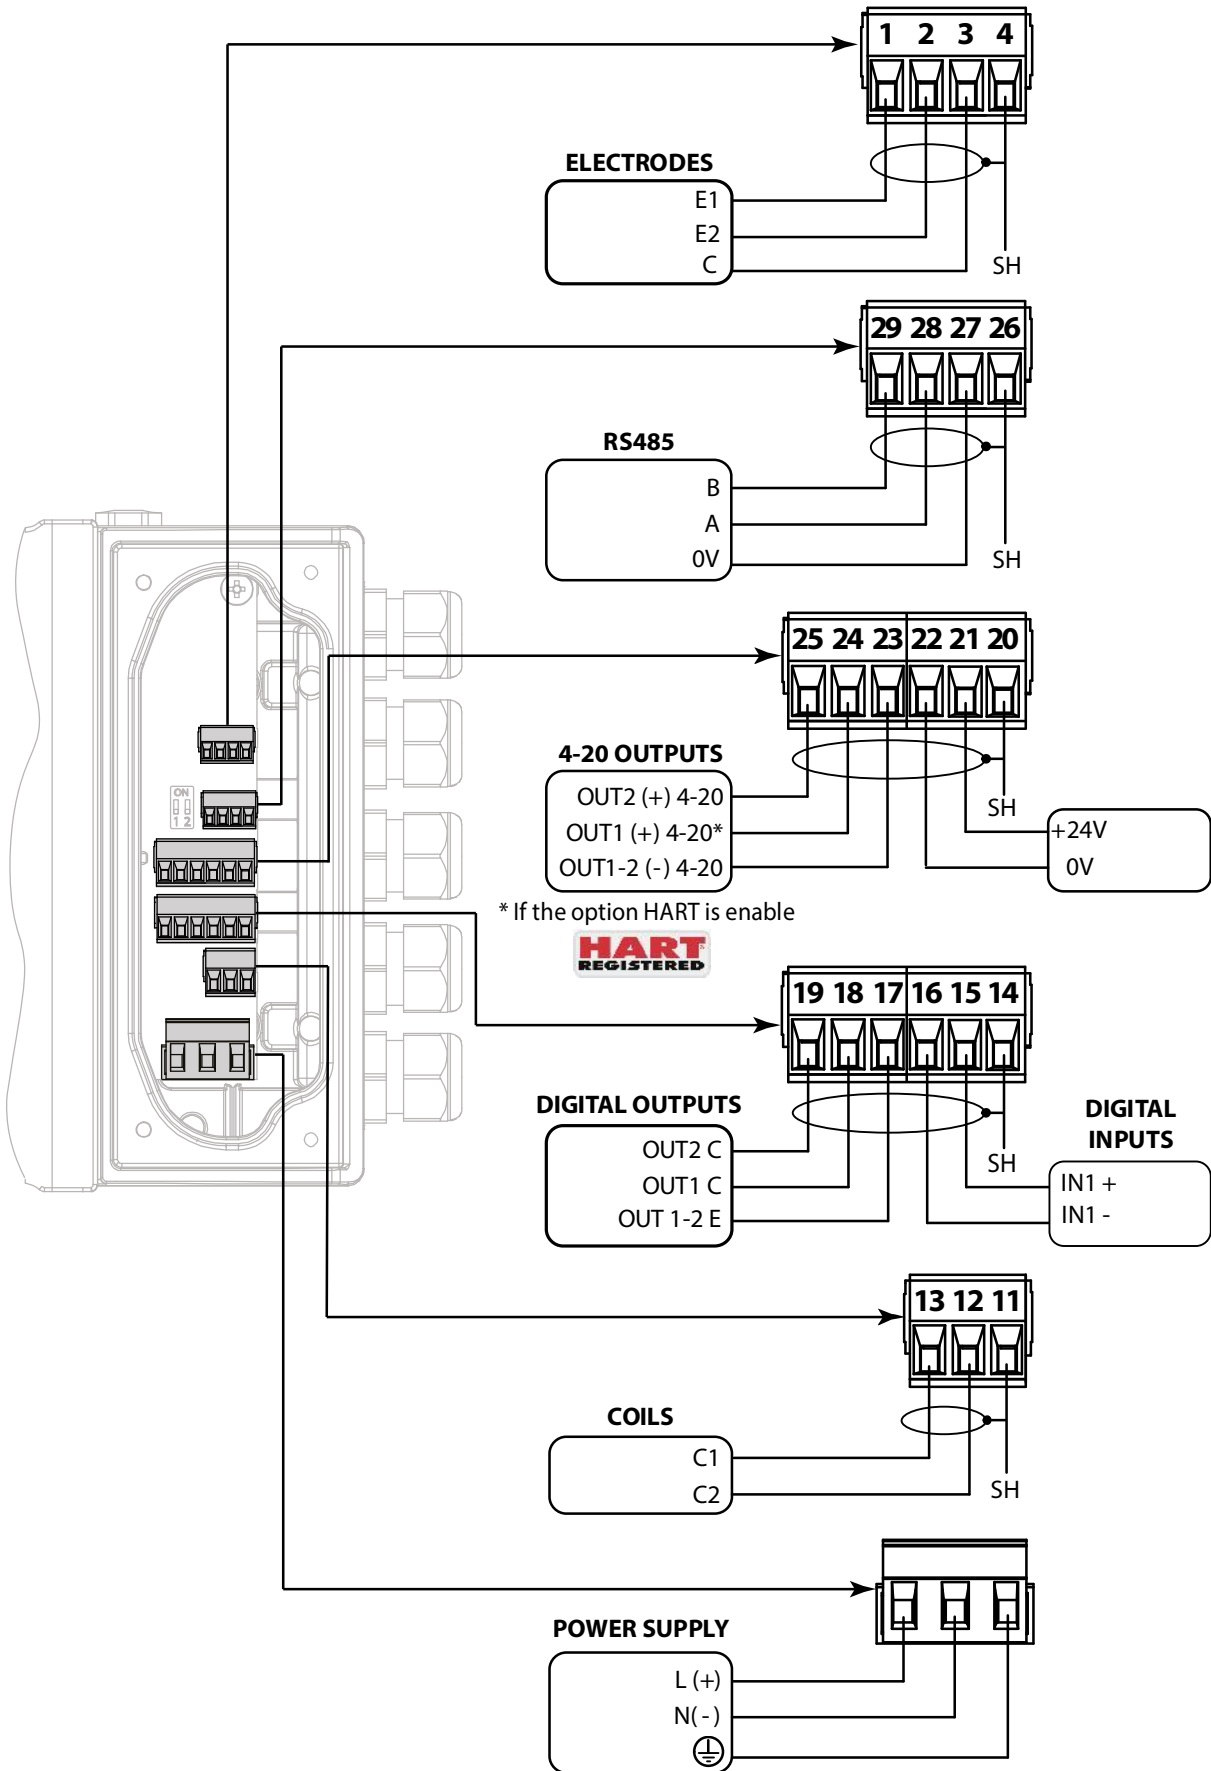 1 2 3 4
ELECTRODES
E1
E2
C
SH
29 28 27 26
RS485
B
A
0V
SH
25 24 23 22 21 20
4-20 OUTPUTS
OUT2 (+) 4-20
OUT1 (+) 4-20*
OUT1-2 (-) 4-20
SH
+24V
0V
ON
1 2
* If the option HART is enable
HART
REGISTERED
19 18 17 16 15 14
DIGITAL OUTPUTS
OUT2 C
OUT1 C
OUT 1-2 E
SH
DIGITAL
INPUTS
IN1 +
IN1 -
13 12 11
COILS
C1
C2
SH
POWER SUPPLY
L (+)
N( - )